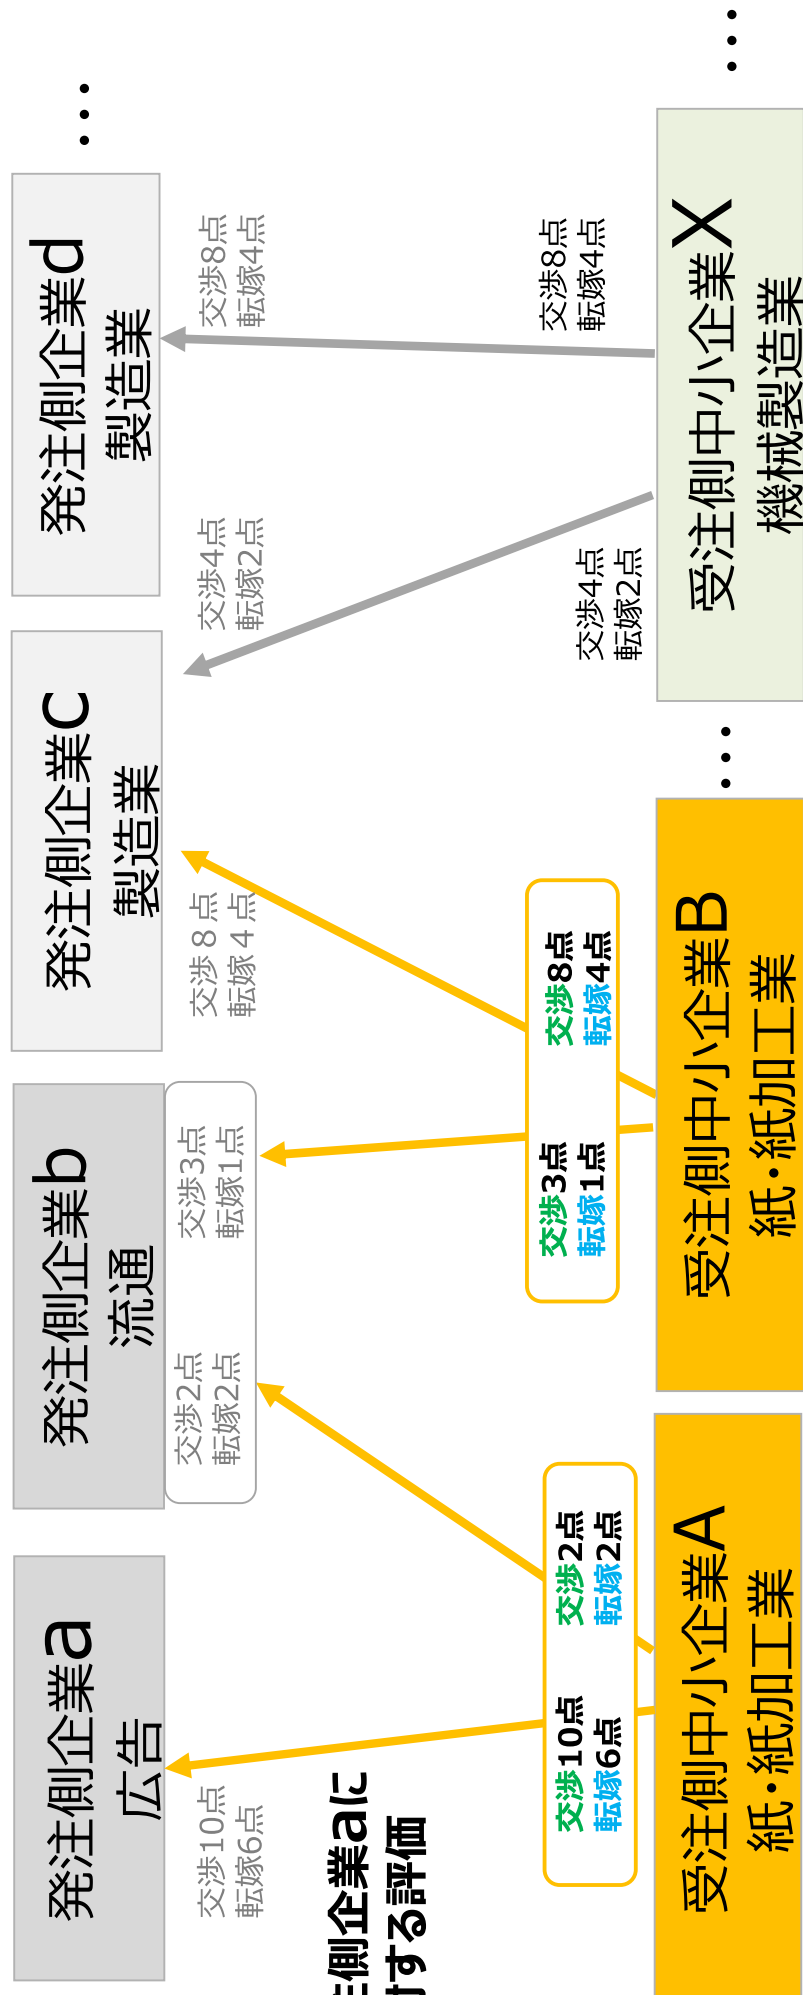 発注側企業a
広告
発注側企業b
流通
発注側企業c
製造業
発注側企業d
製造業
…
交渉10点
転嫁6点
交渉2点
転嫁2点
交渉3点
転嫁1点
交渉８点
転嫁４点
交渉4点
転嫁2点
交渉8点
転嫁4点
側企業aに
する評価
交渉10点
転嫁6点
交渉2点
転嫁2点
交渉3点
転嫁1点
交渉8点
転嫁4点
交渉4点
転嫁2点
交渉8点
転嫁4点
受注側中小企業A
紙・紙加工業
受注側中小企業B
紙・紙加工業
…
受注側中小企業X
機械製造業
…